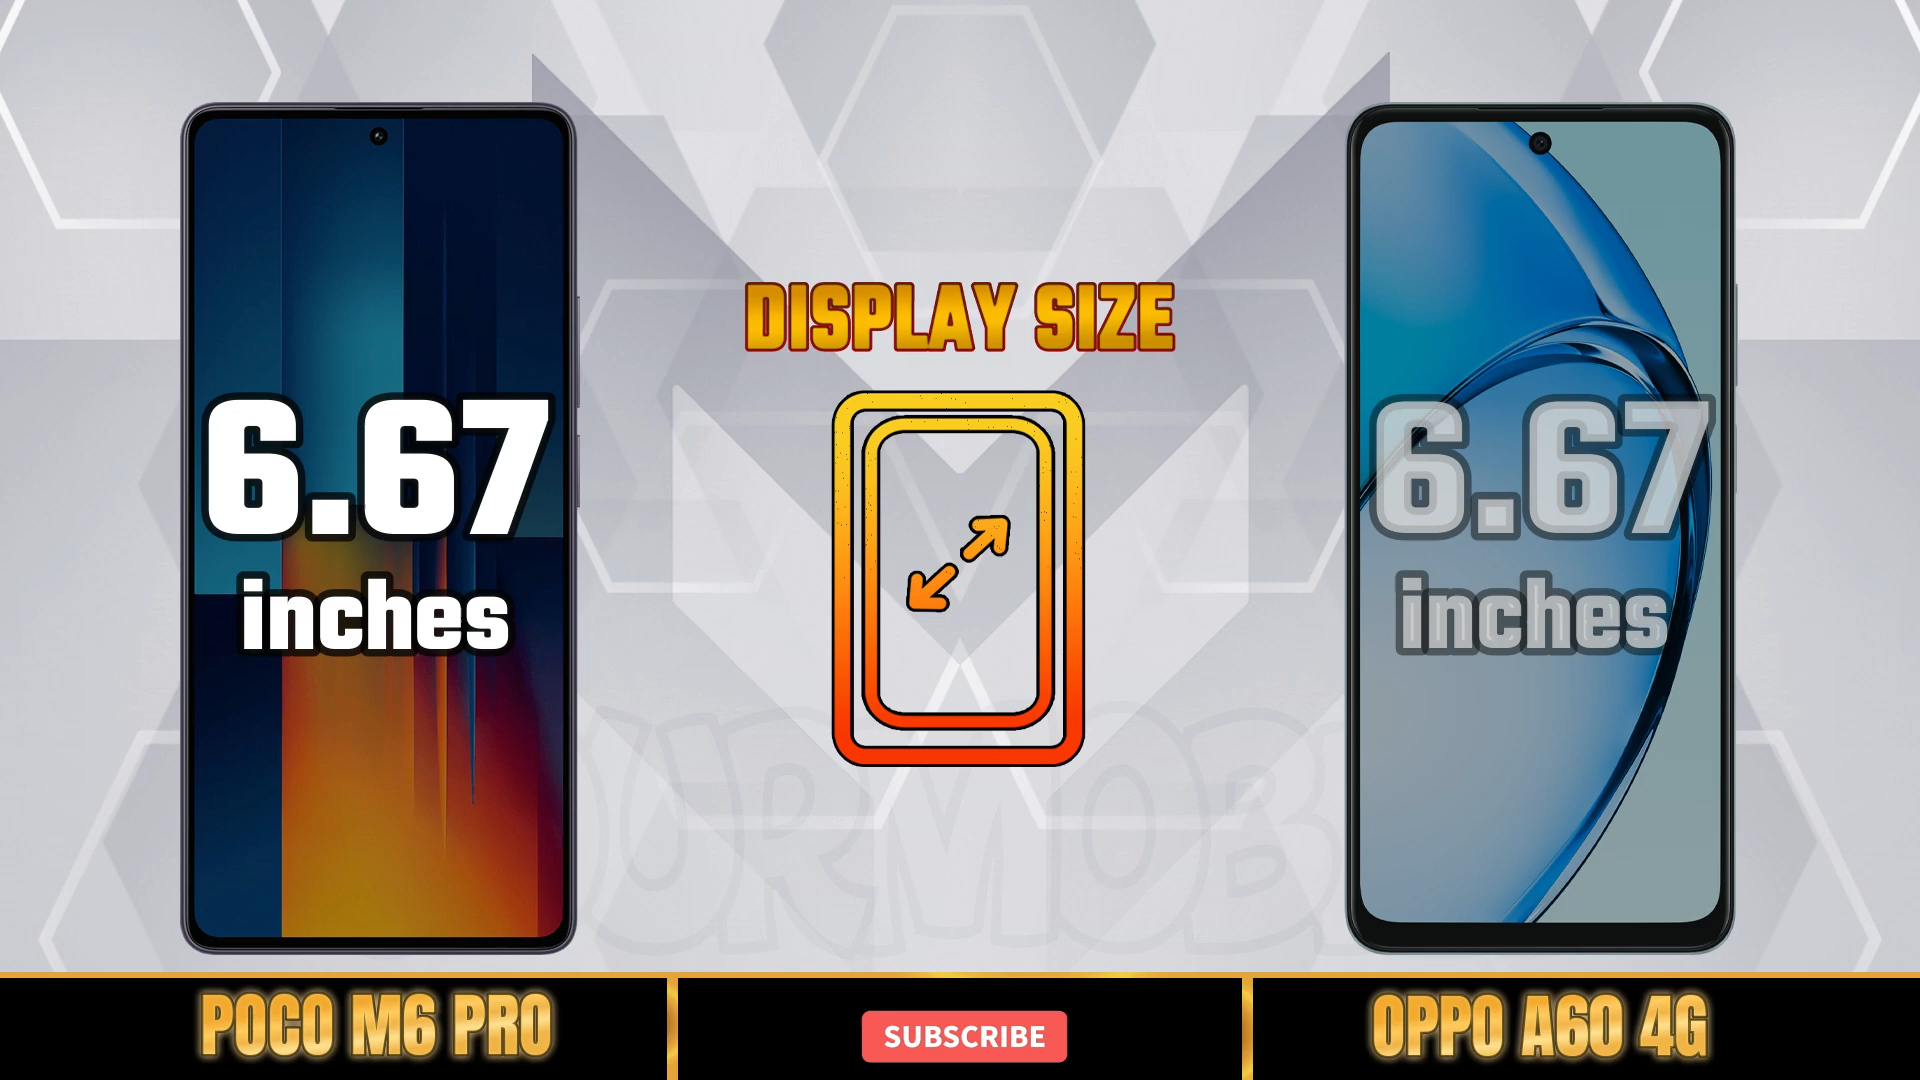 DISPLAY SIZE
6.67
inches
6.67
inches
POCO M6 PRO
SUBSCRIBE
OPPO A60 4G